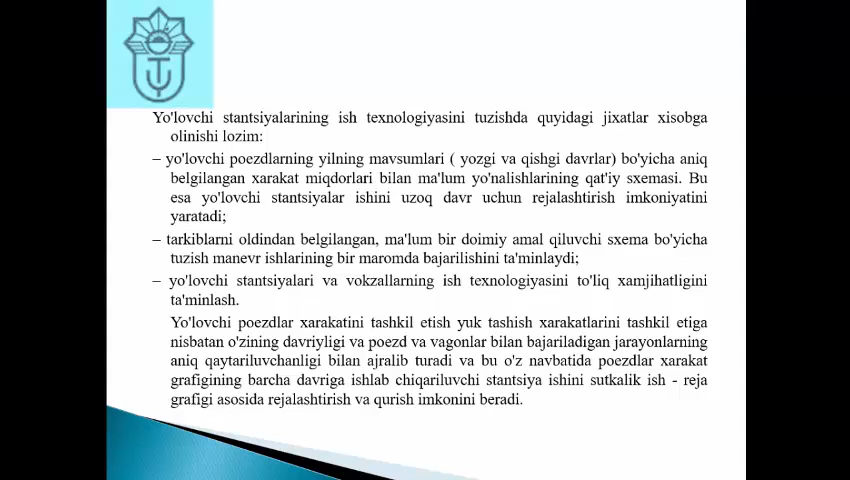 Yo'lovchi stantsiyalarining ish texnologiyasini tuzishda quyidagi jixatlar xisobga
olinishi lozim:
– yo'lovchi poezdlarning yilning mavsumlari ( yozgi va qishgi davrlar) bo'yicha aniq
belgilangan xarakat miqdorlari bilan ma'lum yo'nalishlarining qat'iy sxemasi. Bu
esa yo'lovchi stantsiyalar ishini uzoq davr uchun rejalashtirish imkoniyatini
yaratadi;
– tarkiblarni oldindan belgilangan, ma'lum bir doimiy amal qiluvchi sxema bo'yicha
tuzish manevr ishlarining bir maromda bajarilishini ta'minlaydi;
– yo'lovchi stantsiyalari va vokzallarning ish texnologiyasini to'liq xamjihatligini
ta'minlash.
Yo'lovchi poezdlar xarakatini tashkil etish yuk tashish xarakatlarini tashkil etiga
nisbatan o'zining davriyligi va poezd va vagonlar bilan bajariladigan jarayonlarning
aniq qaytariluvchanligi bilan ajralib turadi va bu o'z navbatida poezdlar xarakat
grafigining barcha davriga ishlab chiqariluvchi stantsiya ishini sutkalik ish - reja
grafigi asosida rejalashtirish va qurish imkonini beradi.